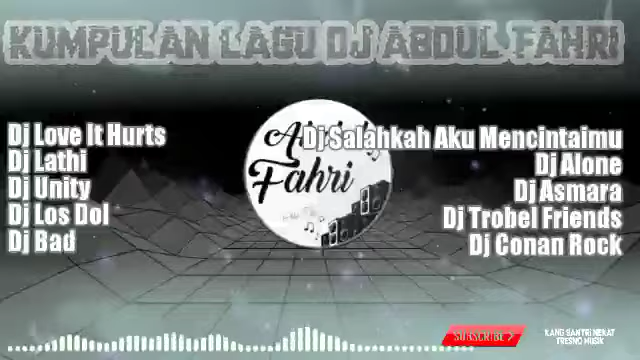 KUMPULAN LAGU DJ ABDUL FAHRI
Dj Love It Hurts
Dj Lathi
Dj Unity
Dj Los Dol
Dj Bad
Fahri
Dj Salahkah Aku Mencintaimu
Dj Alone
Dj Asmara
Dj Trobel Friends
Dj Conan Rock
SUBSCRIBE
KANG SANTRI NEKAT
TRESNO MUSIK